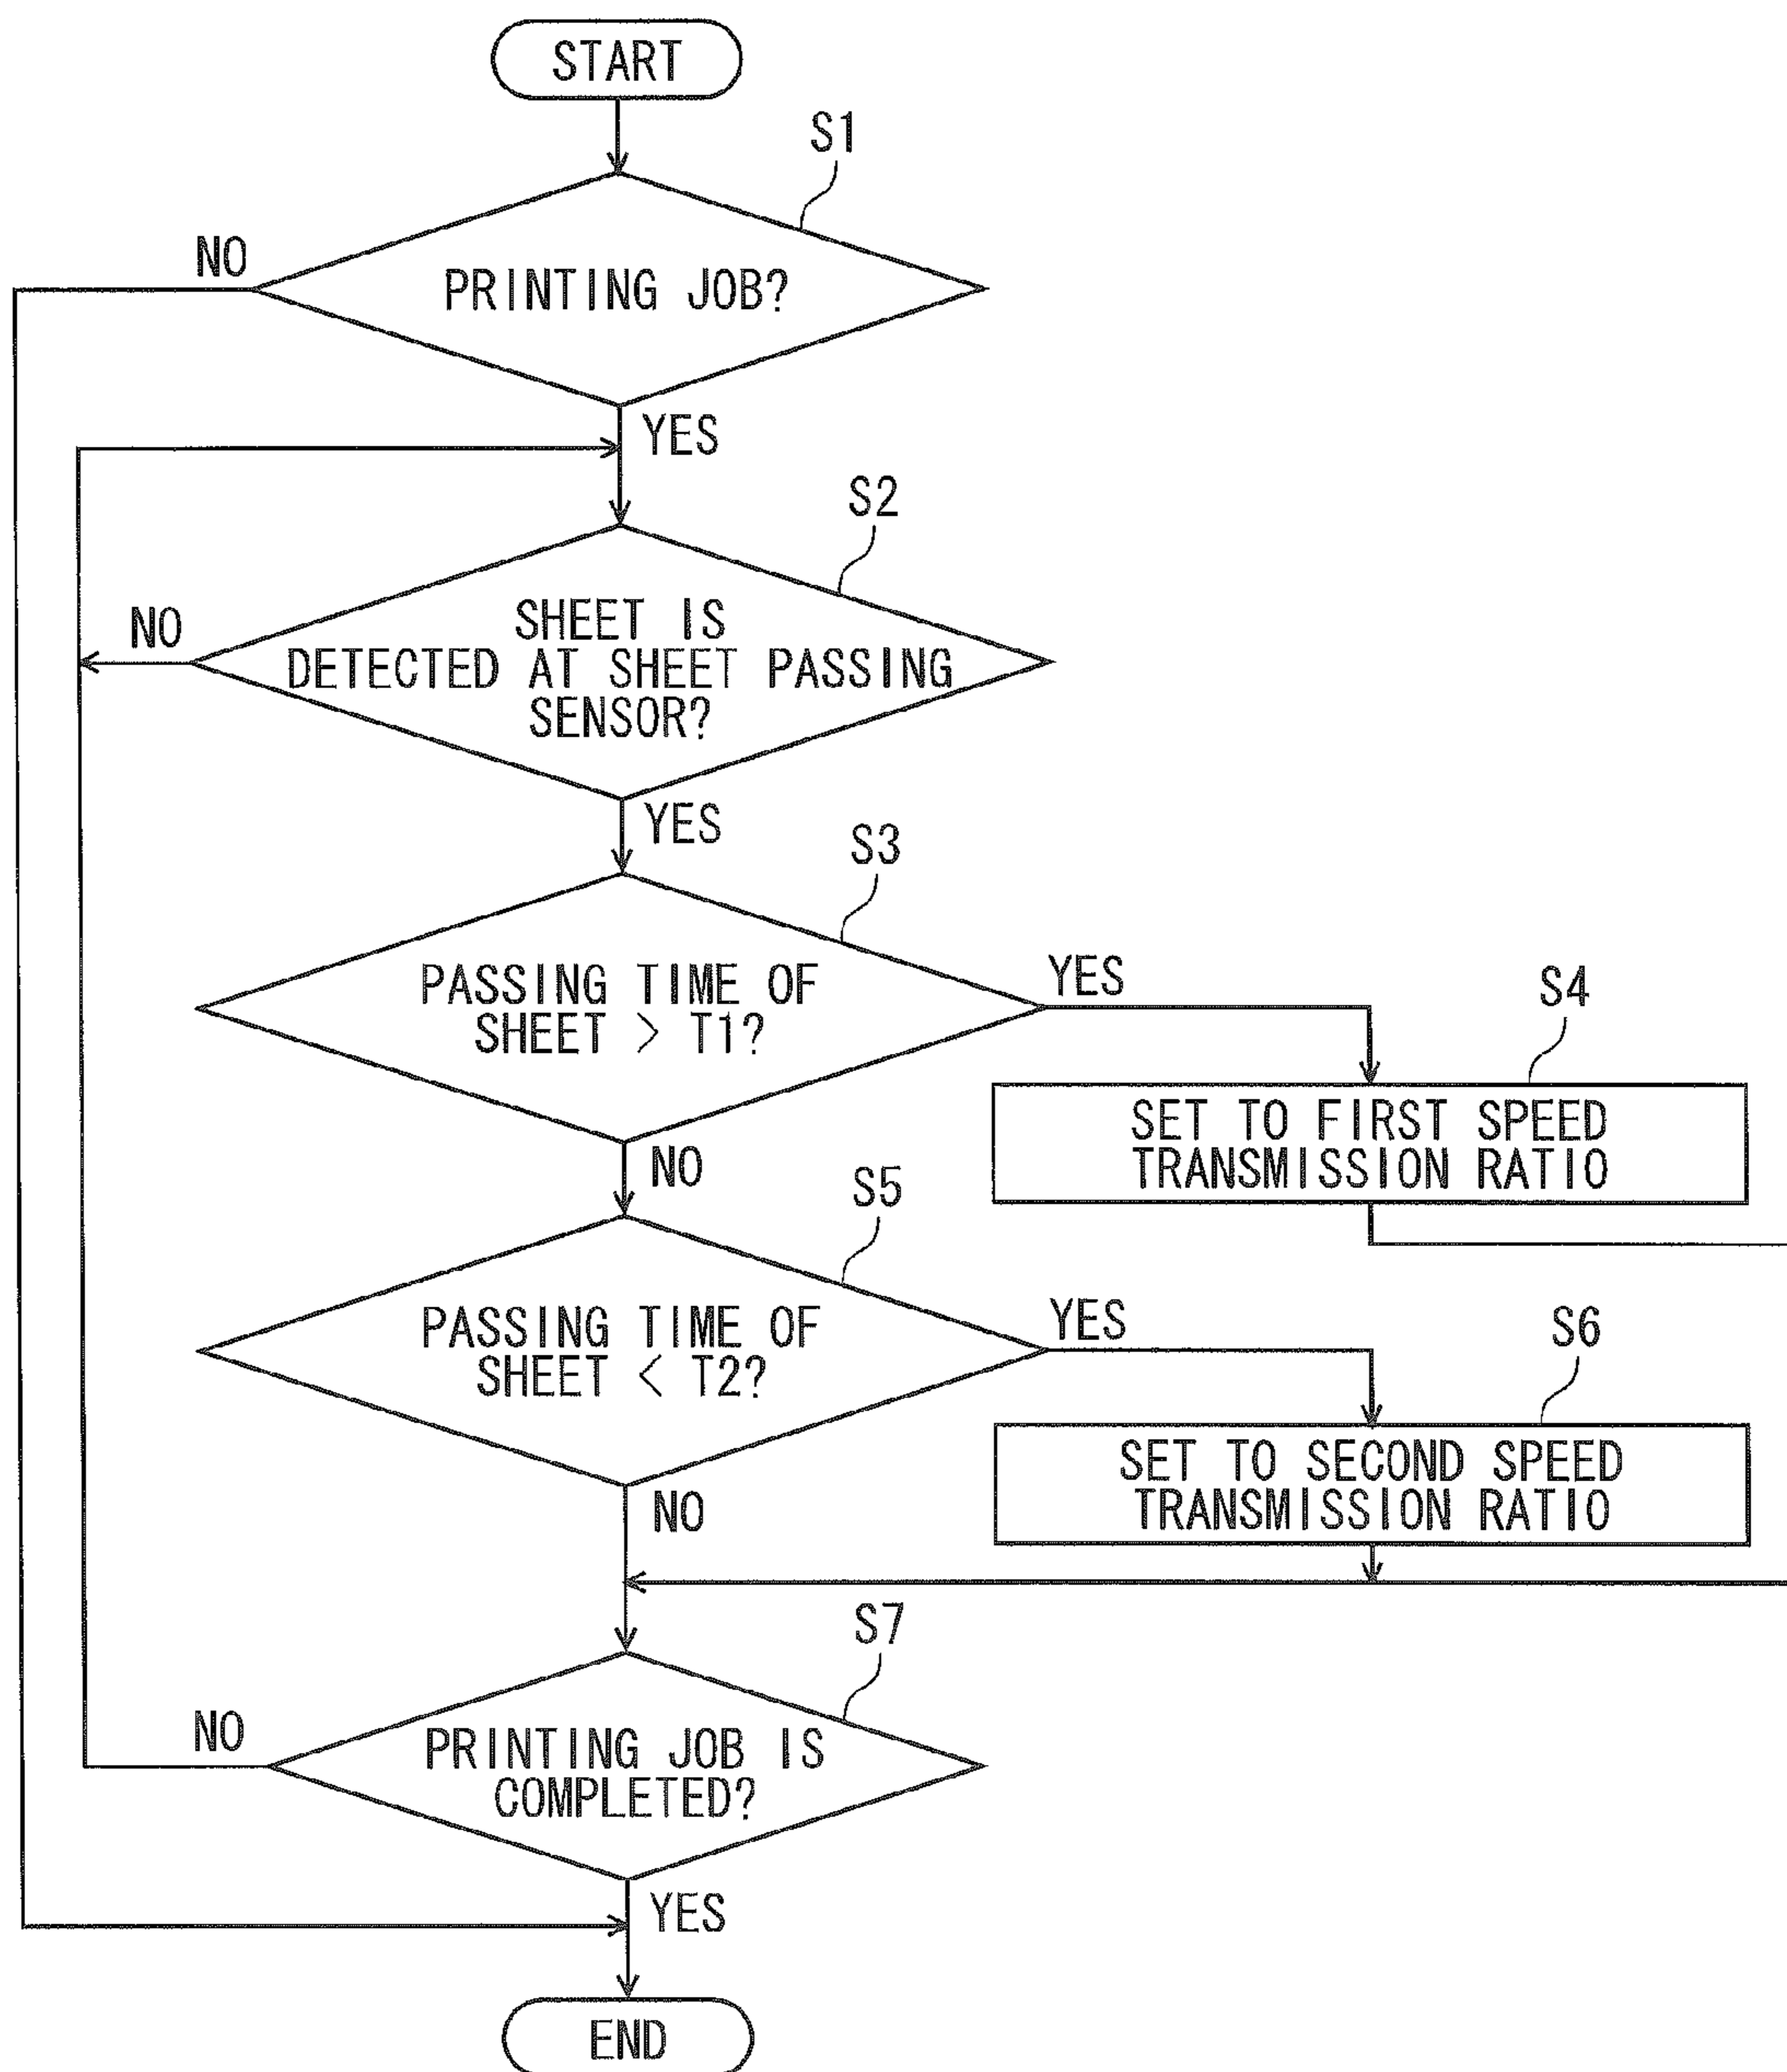 START
S1
NO
PRINTING JOB?
YES
S2
NO
SHEET IS
DETECTED AT SHEET PASSING
SENSOR?
YES
S3
PASSING TIME OF
SHEET > T1?
YES
S4
SET TO FIRST SPEED
TRANSMISSION RATIO
NO
S5
PASSING TIME OF
SHEET < T2?
YES
S6
SET TO SECOND SPEED
TRANSMISSION RATIO
NO
S7
NO
PRINTING JOB IS
COMPLETED?
YES
END